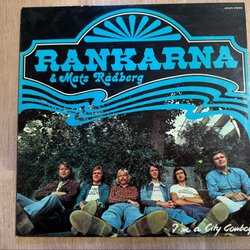 RANKARNA
& Mats Rådberg
I'm a City Cowboy